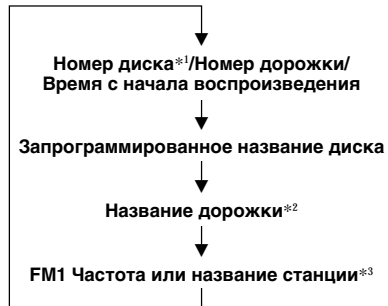 Номер диска*1/Номер дорожки/
Время с начала воспроизведения
Запрограммированное название диска
Название дорожки*2
FM1 Частота или название станции*3